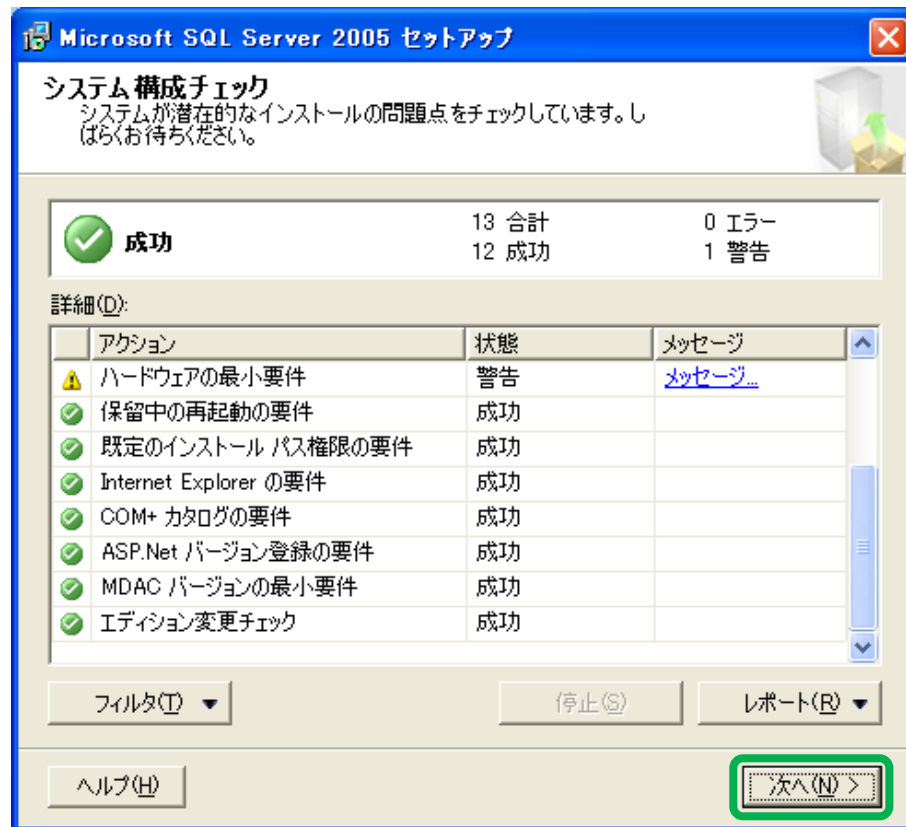 Microsoft SQL Server 2005 セットアップ
システム構成チェック
システムが潜在的なインストールの問題点をチェックしています。し
ばらくお待ちください。
成功 13 合計 0 エラー
12 成功 1 警告
詳細(D):
アクション 状態 メッセージ
ハードウェアの最小要件 警告 メッセージ...
保留中の再起動の要件 成功
既定のインストール パス権限の要件 成功
Internet Explorer の要件 成功
COM+ カタログの要件 成功
ASP.Net バージョン登録の要件 成功
MDAC バージョンの最小要件 成功
エディション変更チェック 成功
フィルタ(T) 停止(S) レポート(R)
ヘルプ(H) 次へ(N) >